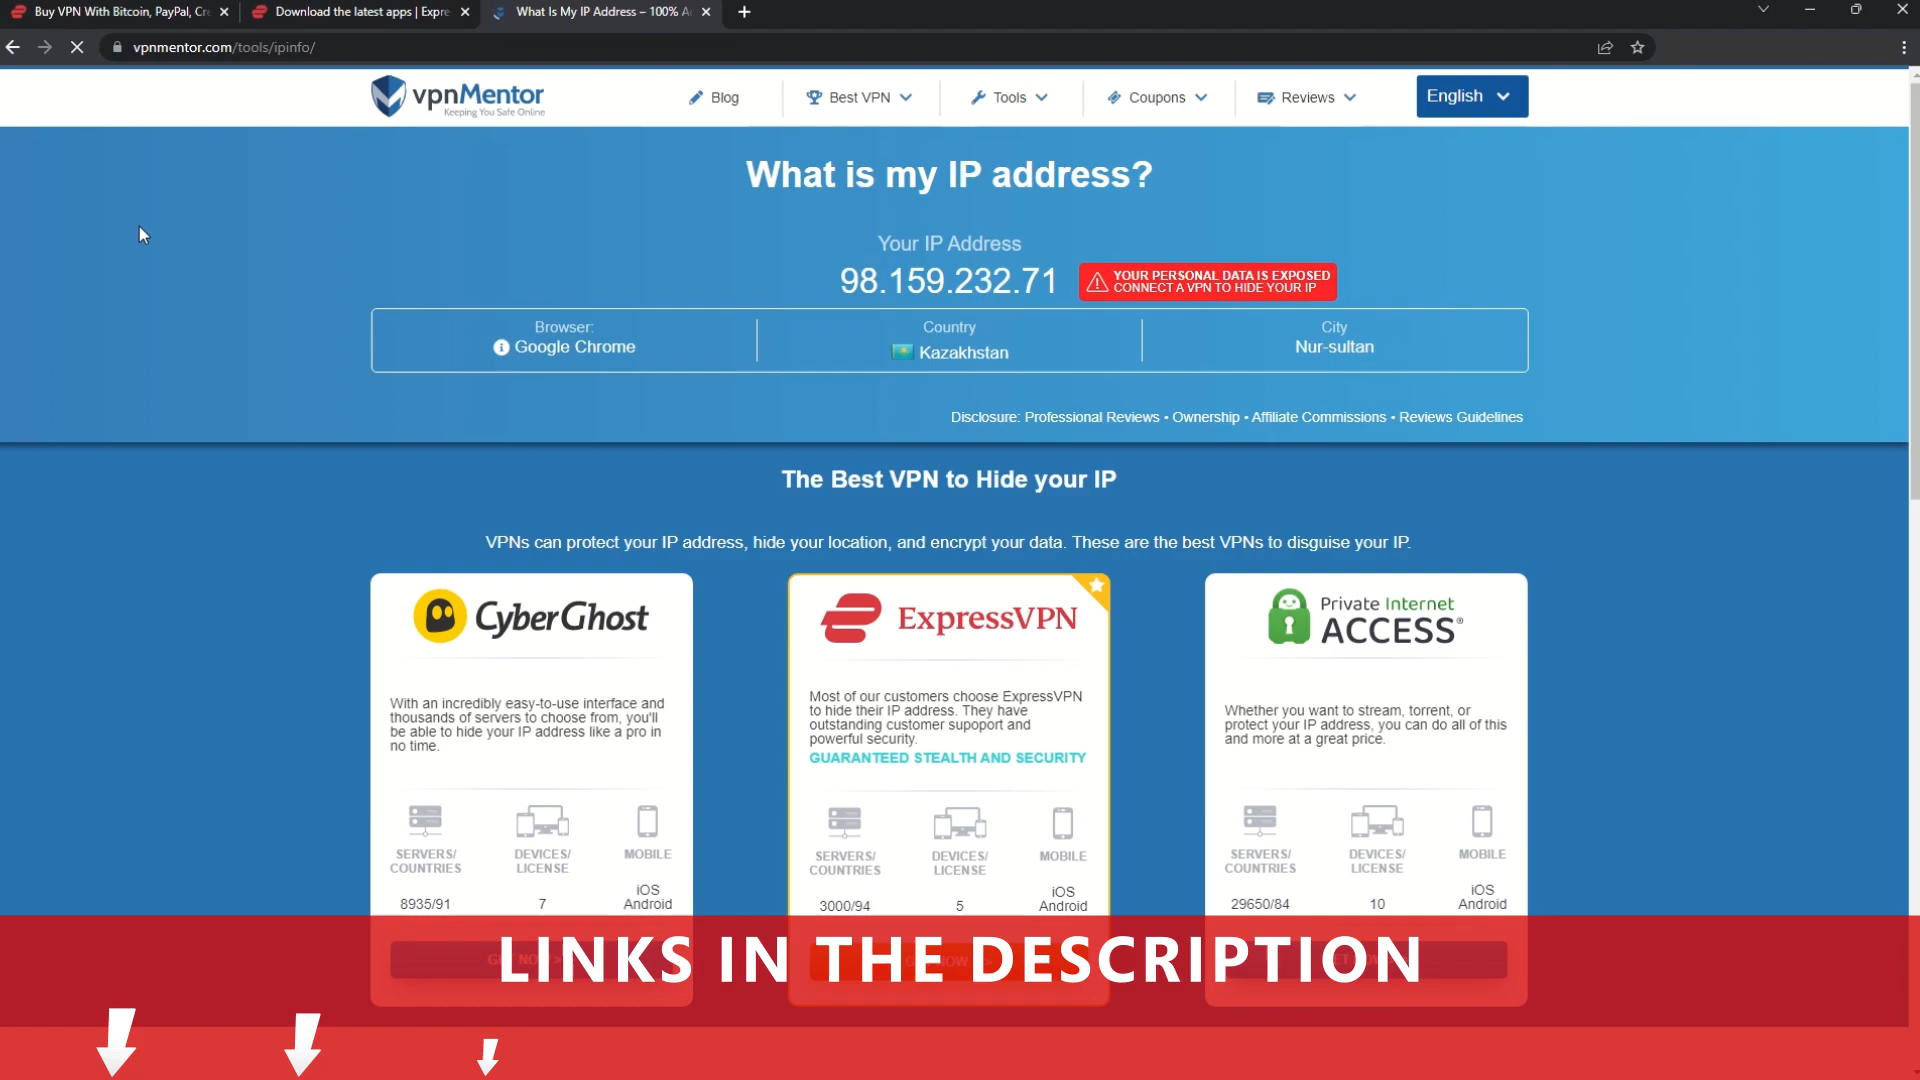 Buy VPN With Bitcoin, PayPal, Cr
Download the latest apps | Expre
What Is My IP Address – 100% A
vpnmentor.com/tools/ipinfo/
vpnMentor
Keeping You Safe Online
Blog
Best VPN
Tools
Coupons
Reviews
English
What is my IP address?
Your IP Address
98.159.232.71
YOUR PERSONAL DATA IS EXPOSED
CONNECT A VPN TO HIDE YOUR IP
Browser:
Google Chrome
Country
Kazakhstan
City
Nur-sultan
Disclosure: Professional Reviews • Ownership • Affiliate Commissions • Reviews Guidelines
The Best VPN to Hide your IP
VPNs can protect your IP address, hide your location, and encrypt your data. These are the best VPNs to disguise your IP.
CyberGhost
With an incredibly easy-to-use interface and
thousands of servers to choose from, you'll
be able to hide your IP address like a pro in
no time.
SERVERS/
COUNTRIES
DEVICES/
LICENSE
MOBILE
8935/91
7
iOS
Android
ExpressVPN
Most of our customers choose ExpressVPN
to hide their IP address. They have
outstanding customer supoport and
powerful security.
GUARANTEED STEALTH AND SECURITY
SERVERS/
COUNTRIES
DEVICES/
LICENSE
MOBILE
3000/94
5
iOS
Android
Private Internet
ACCESS®
Whether you want to stream, torrent, or
protect your IP address, you can do all of this
and more at a great price.
SERVERS/
COUNTRIES
DEVICES/
LICENSE
MOBILE
29650/84
10
iOS
Android
LINKS IN THE DESCRIPTION